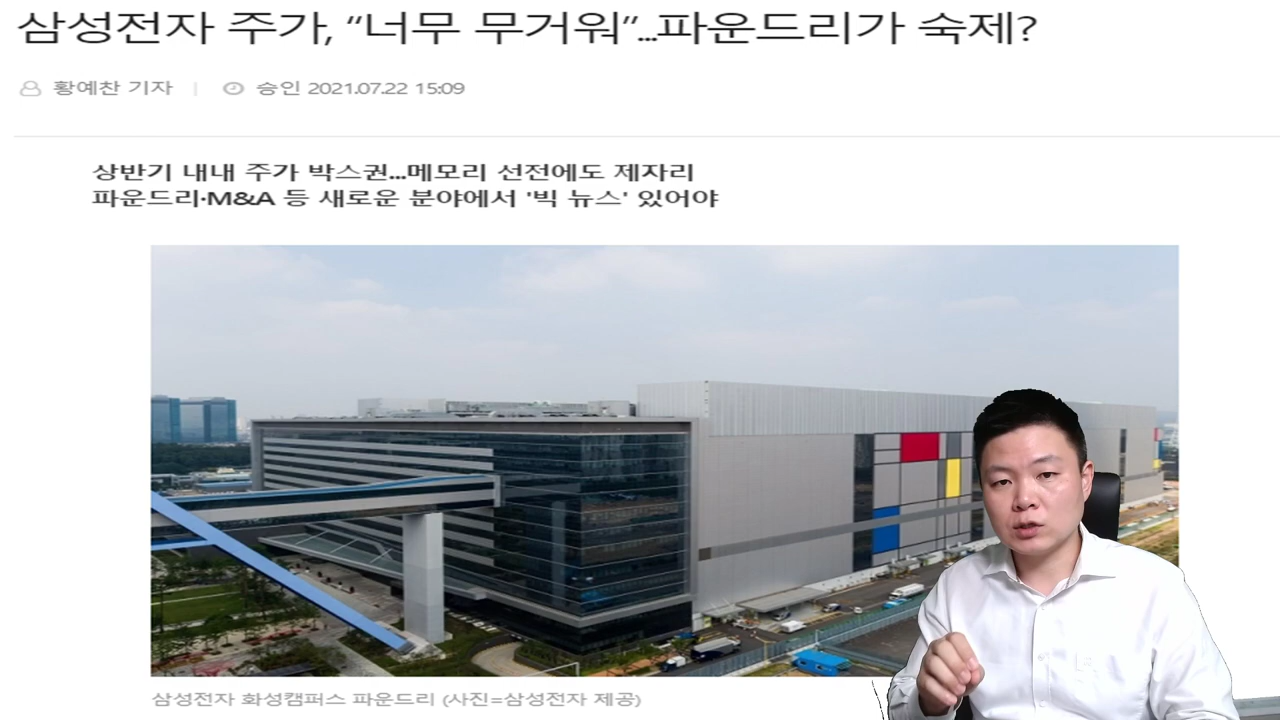 삼성전자 주가, “너무 무거워”...파운드리가 숙제?
황예찬 기자 | 승인 2021.07.22 15:09
상반기 내내 주가 박스권...메모리 선전에도 제자리
파운드리·M&A 등 새로운 분야에서 '빅 뉴스' 있어야
삼성전자 화성캠퍼스 파운드리 (사진=삼성전자 제공)